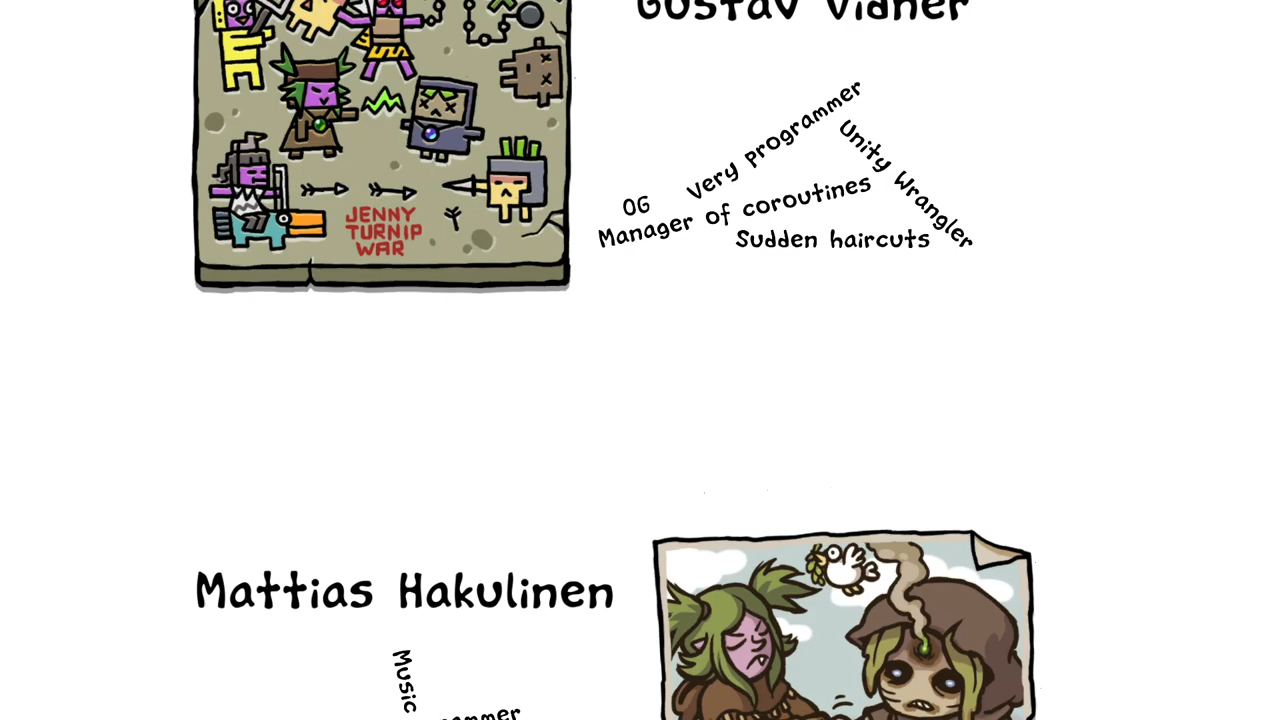 Gustav Vidner
Very programmer
Unity Wrangler
OG
Manager of coroutines
Sudden haircuts
JENNY
TURNIP
WAR
Mattias Hakulinen
Music